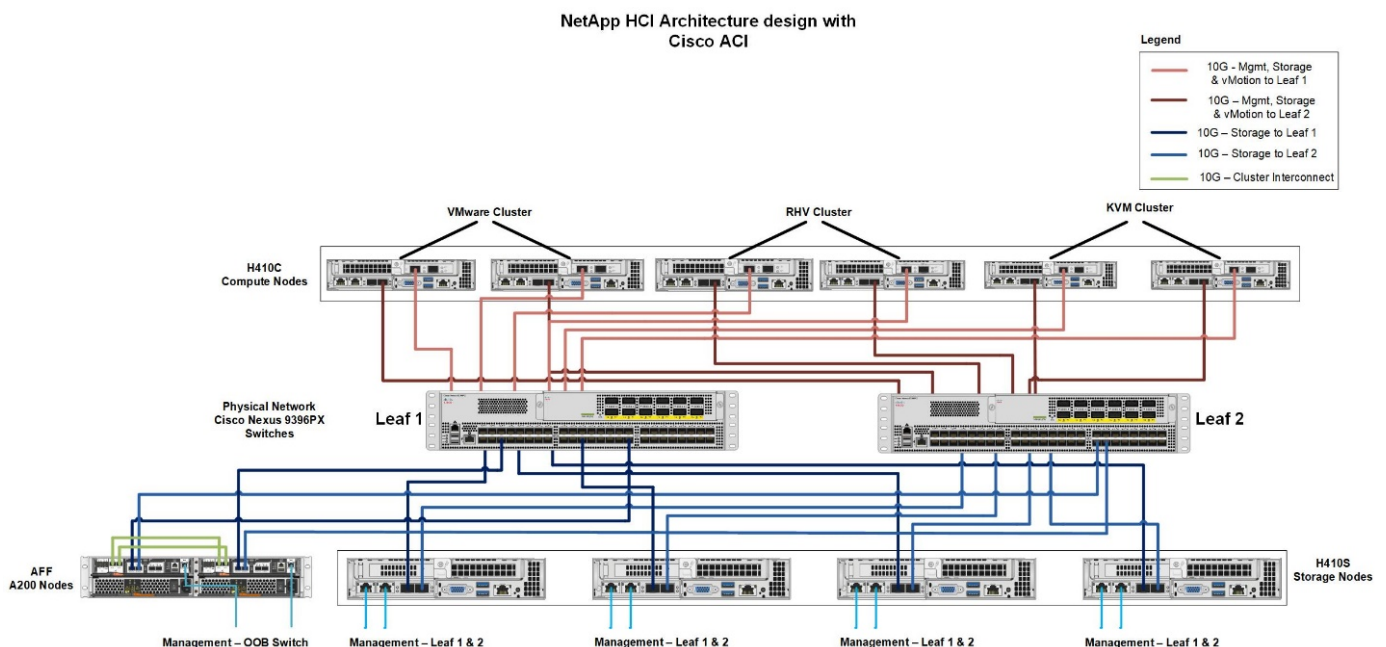 NetApp HCI Architecture design with
Cisco ACI
Legend
10G - Mgmt, Storage
& vMotion to Leaf 1
10G – Mgmt, Storage
& vMotion to Leaf 2
10G – Storage to Leaf 1
10G – Storage to Leaf 2
10G – Cluster Interconnect
VMware Cluster
RHV Cluster
KVM Cluster
H410C
Compute Nodes
Physical Network
Cisco Nexus 9396PX
Switches
Leaf 1
Leaf 2
AFF
A200 Nodes
H410S
Storage Nodes
Management – OOB Switch
Management – Leaf 1 & 2
Management – Leaf 1 & 2
Management – Leaf 1 & 2
Management – Leaf 1 & 2